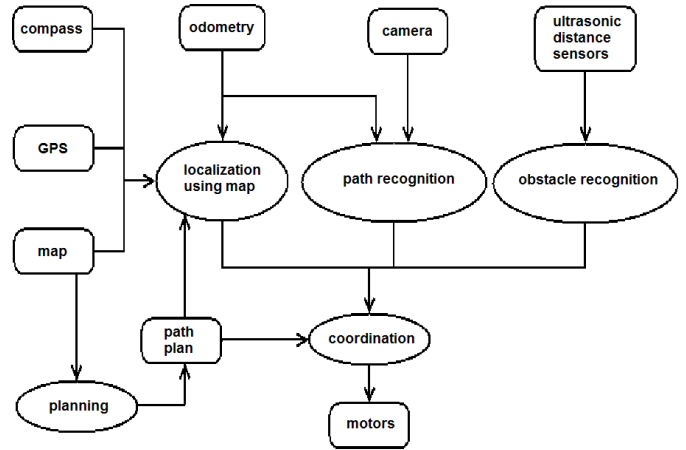 compass
odometry
camera
ultrasonic
distance
sensors
GPS
localization
using map
path recognition
obstacle recognition
map
path
plan
coordination
planning
motors